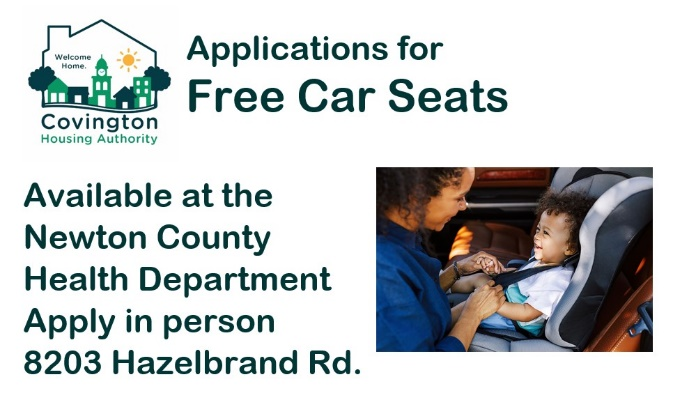 Welcome
Home.
Covington
Housing Authority
Applications for
Free Car Seats
Available at the
Newton County
Health Department
Apply in person
8203 Hazelbrand Rd.